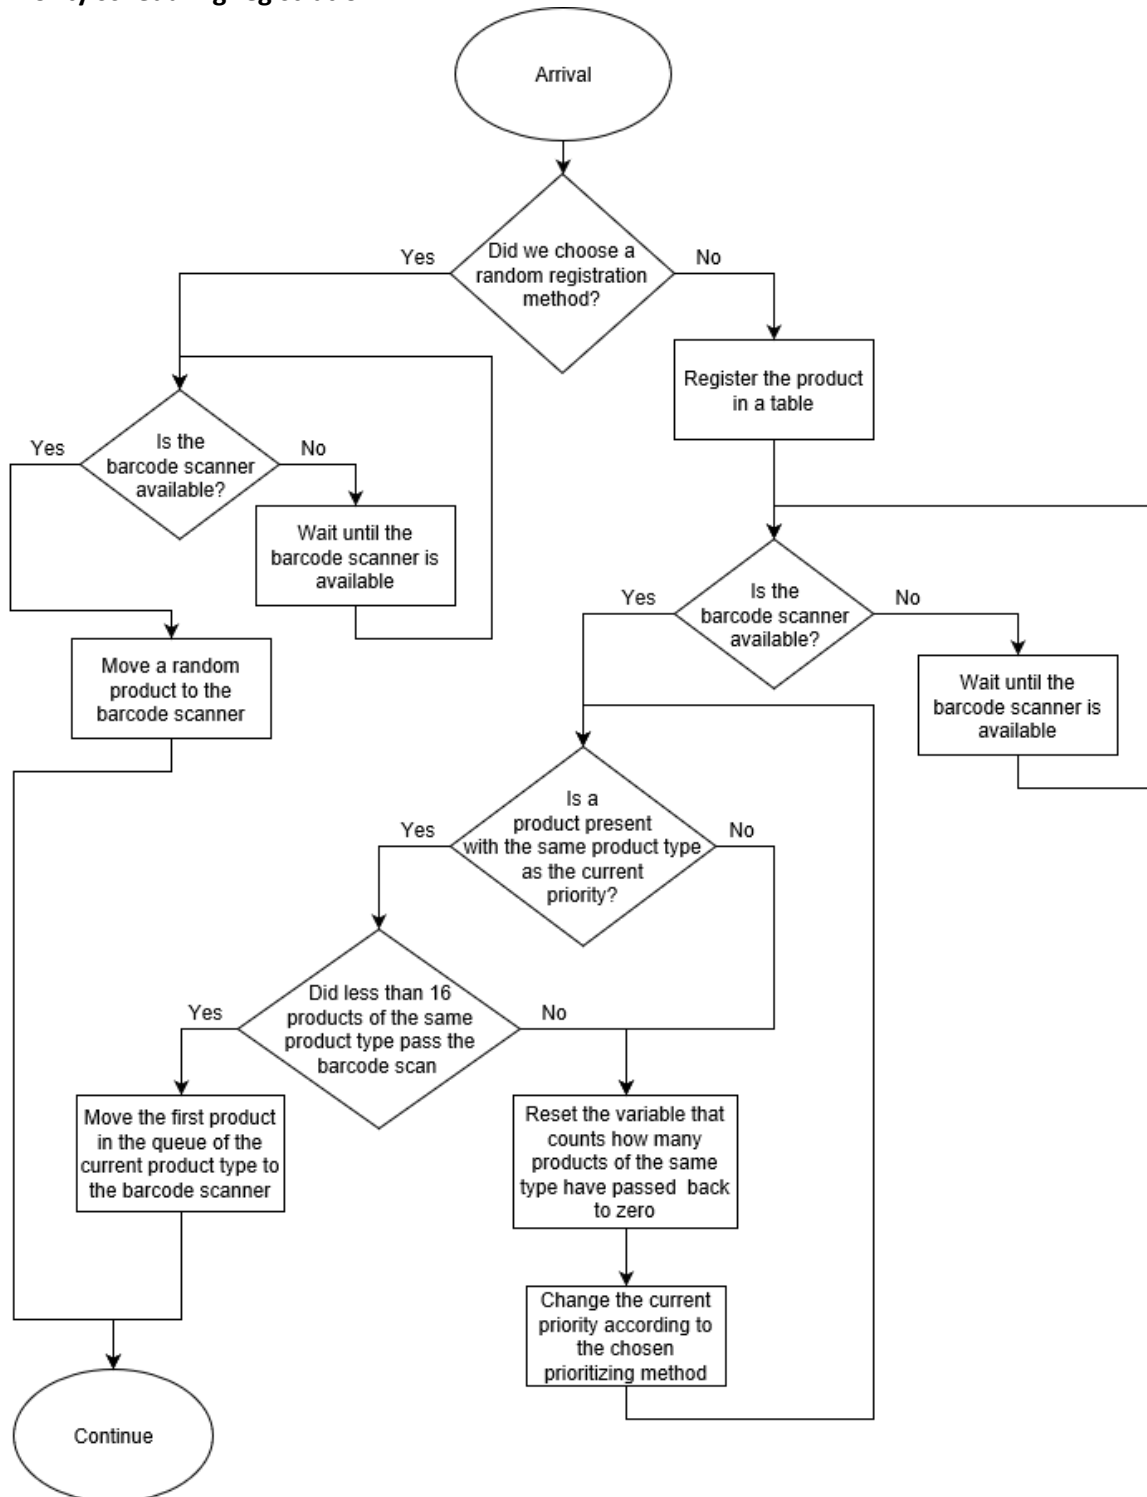 Arrival
Did we choose a
random registration
method?
Yes
No
Register the product
in a table
Is the
barcode scanner
available?
Yes
No
Wait until the
barcode scanner is
available
Move a random
product to the
barcode scanner
Is the
barcode scanner
available?
Yes
No
Wait until the
barcode scanner is
available
Is a
product present
with the same product type
as the current
priority?
Yes
No
Did less than 16
products of the same
product type pass the
barcode scan
Yes
No
Move the first product
in the queue of the
current product type to
the barcode scanner
Reset the variable that
counts how many
products of the same
type have passed  back
to zero
Change the current
priority according to
the chosen
prioritizing method
Continue